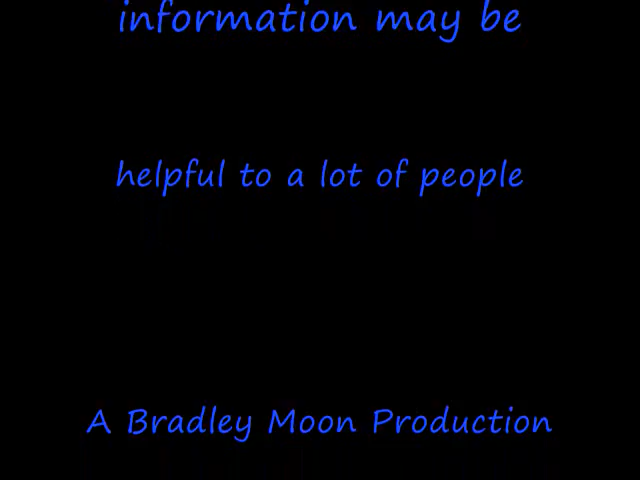 information may be
helpful to a lot of people
A Bradley Moon Production